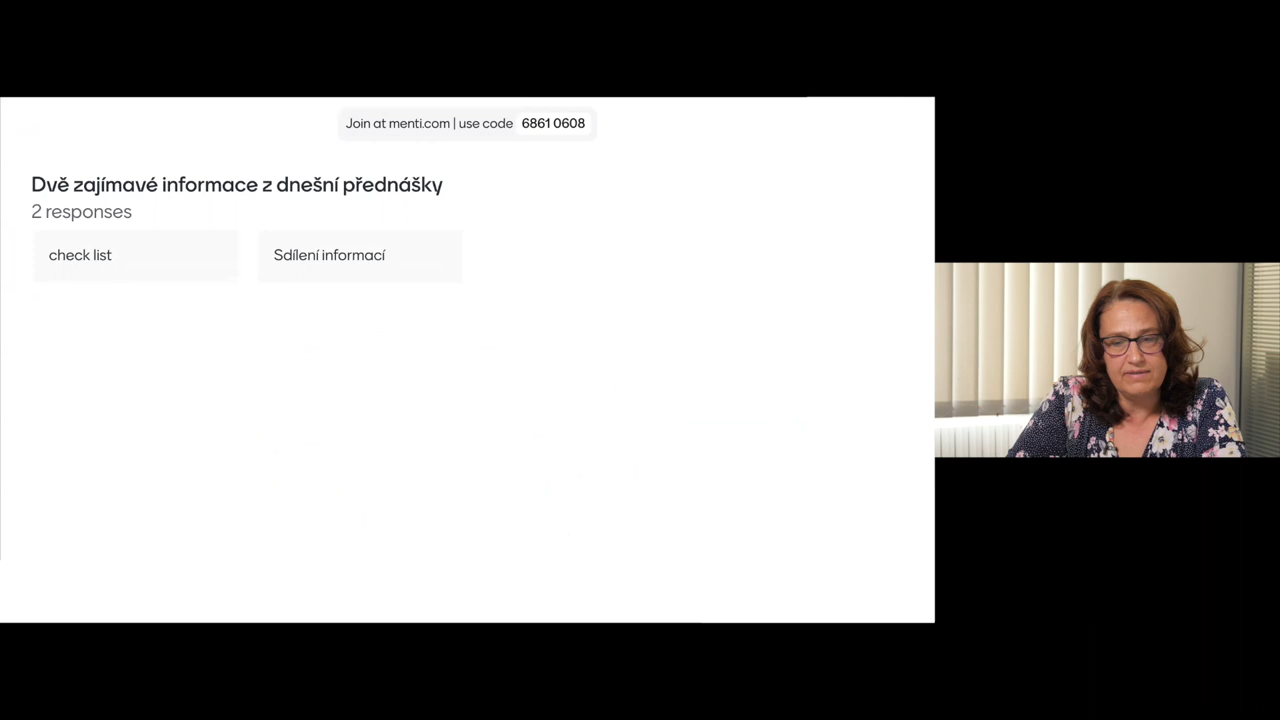 Join at menti.com | use code 6861 0608
Dvě zajímavé informace z dnešní přednášky
2 responses
check list
Sdílení informací